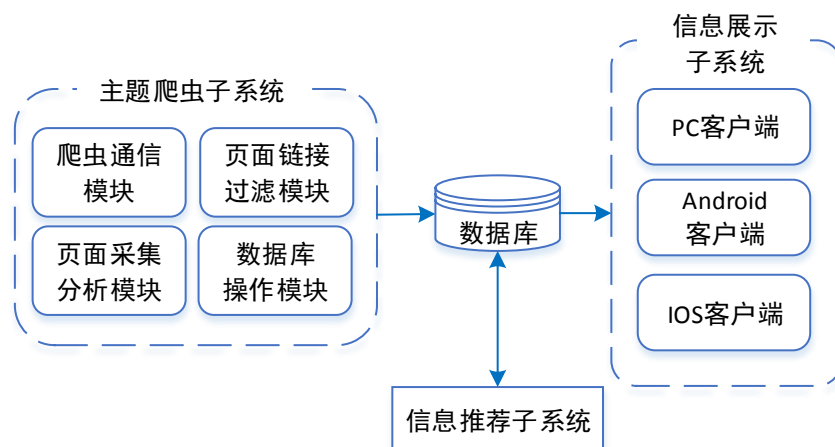 主题爬虫子系统
爬虫通信
模块
页面链接
过滤模块
页面采集
分析模块
数据库
操作模块
数据库
信息推荐子系统
信息展示
子系统
PC客户端
Android
客户端
IOS客户端